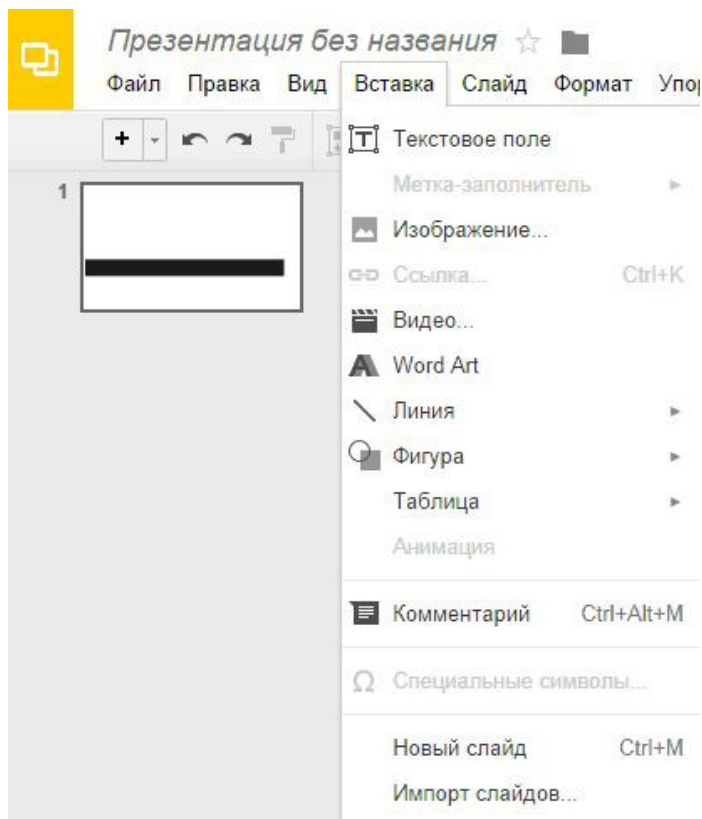 Презентация без названия
Файл Правка Вид Вставка Слайд Формат
Текстовое поле
1
Метка-заполнитель
Изображение...
Ссылка... Ctrl+K
Видео...
Word Art
Линия
Фигура
Таблица
Анимация
Комментарий Ctrl+Alt+M
Специальные символы...
Новый слайд Ctrl+M
Импорт слайдов...